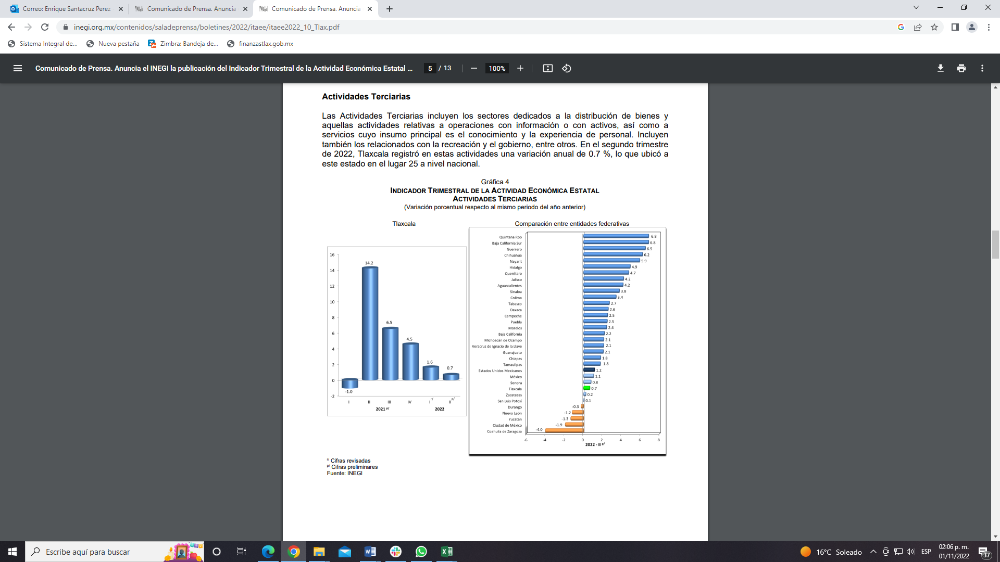 Correo: Enrique Santacruz Perez
Comunicado de Prensa. Anuncia
Comunicado de Prensa. Anuncia
inegi.org.mx/contenidos/saladeprensa/boletines/2022/itaee/itaee2022_10_Tlax.pdf
Sistema Integral de...
Nueva pestaña
Zimbra: Bandeja de...
finanzastlax.gob.mx
Comunicado de Prensa. Anuncia el INEGI la publicación del Indicador Trimestral de la Actividad Económica Estatal ...
5 / 13
100%
Actividades Terciarias
Las Actividades Terciarias incluyen los sectores dedicados a la distribución de bienes y
aquellas actividades relativas a operaciones con información o con activos, así como a
servicios cuyo insumo principal es el conocimiento y la experiencia de personal. Incluyen
también los relacionados con la recreación y el gobierno, entre otros. En el segundo trimestre
de 2022, Tlaxcala registró en estas actividades una variación anual de 0.7 %, lo que ubicó a
este estado en el lugar 25 a nivel nacional.
Gráfica 4
INDICADOR TRIMESTRAL DE LA ACTIVIDAD ECONÓMICA ESTATAL
ACTIVIDADES TERCIARIAS
(Variación porcentual respecto al mismo periodo del año anterior)
Tlaxcala
16
14
12
10
8
6
4
2
0
-2
-1.0
14.2
6.5
4.5
1.6
0.7
I II III IV I r/ II p/
2021 p/ 2022
Comparación entre entidades federativas
Quintana Roo 6.8
Baja California Sur 6.8
Guerrero 6.5
Chihuahua 6.2
Nayarit 5.9
Hidalgo 4.9
Querétaro 4.7
Jalisco 4.2
Aguascalientes 4.2
Sinaloa 3.8
Colima 3.4
Tabasco 2.7
Oaxaca 2.6
Campeche 2.5
Puebla 2.5
Morelos 2.4
Baja California 2.2
Michoacán de Ocampo 2.1
Veracruz de Ignacio de la Llave 2.1
Guanajuato 2.1
Chiapas 1.8
Tamaulipas 1.8
Estados Unidos Mexicanos 1.2
México 1.1
Sonora 0.8
Tlaxcala 0.7
Zacatecas 0.2
San Luis Potosí 0.1
Durango -0.3
Nuevo León -1.2
Yucatán -1.3
Ciudad de México -1.9
Coahuila de Zaragoza -4.0
-6 -4 -2 0 2 4 6 8
2022 - II p/
r/ Cifras revisadas
p/ Cifras preliminares
Fuente: INEGI
Escribe aquí para buscar
16°C Soleado
ESP
02:06 p. m.
01/11/2022
37